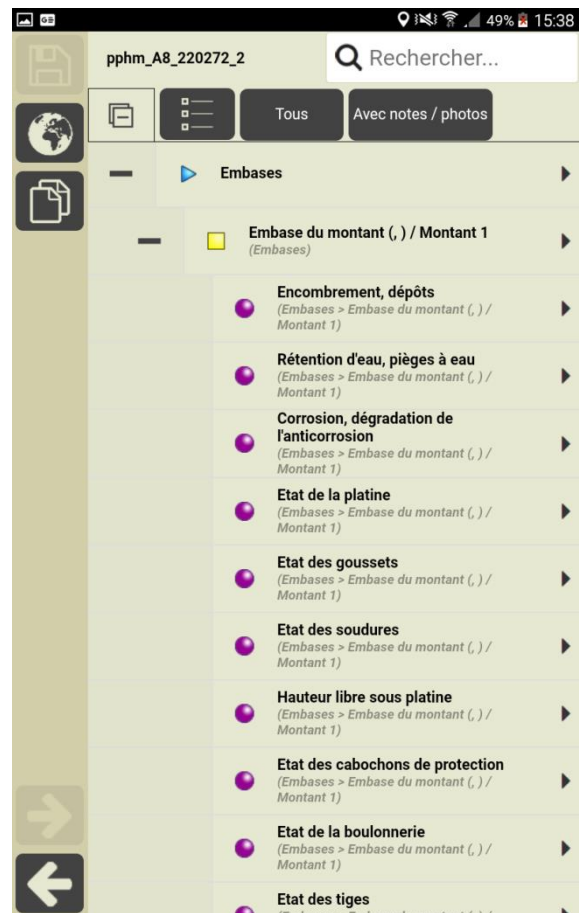 49% 15:38
pphm_A8_220272_2
Rechercher...
Tous
Avec notes / photos
Embases
Embase du montant (, ) / Montant 1
(Embases)
Encombrement, dépôts
(Embases > Embase du montant (, ) /
Montant 1)
Rétention d'eau, pièges à eau
(Embases > Embase du montant (, ) /
Montant 1)
Corrosion, dégradation de
l'anticorrosion
(Embases > Embase du montant (, ) /
Montant 1)
Etat de la platine
(Embases > Embase du montant (, ) /
Montant 1)
Etat des goussets
(Embases > Embase du montant (, ) /
Montant 1)
Etat des soudures
(Embases > Embase du montant (, ) /
Montant 1)
Hauteur libre sous platine
(Embases > Embase du montant (, ) /
Montant 1)
Etat des cabochons de protection
(Embases > Embase du montant (, ) /
Montant 1)
Etat de la boulonnerie
(Embases > Embase du montant (, ) /
Montant 1)
Etat des tiges